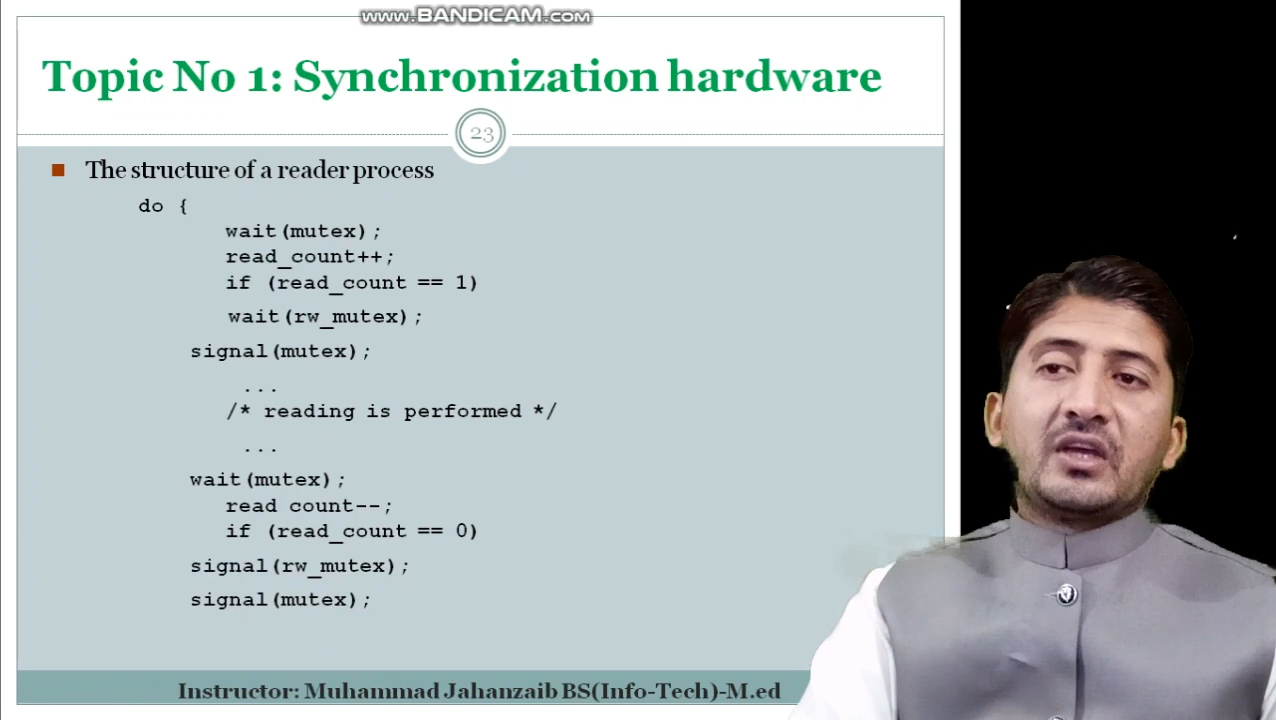 www.BANDICAM.com
Topic No 1: Synchronization hardware
23
The structure of a reader process
do {
wait(mutex);
read_count++;
if (read_count == 1)
wait(rw_mutex);
signal(mutex);
...
/* reading is performed */
...
wait(mutex);
read count--;
if (read_count == 0)
signal(rw_mutex);
signal(mutex);
Instructor: Muhammad Jahanzaib BS(Info-Tech)-M.ed